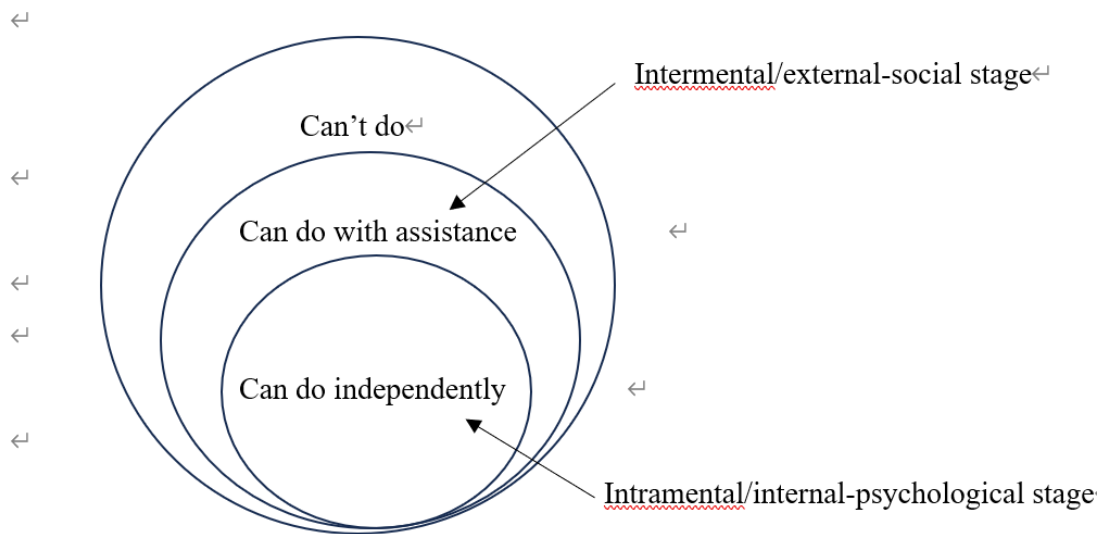 Intermental/external-social stage
Can’t do
Can do with assistance
Can do independently
Intramental/internal-psychological stage